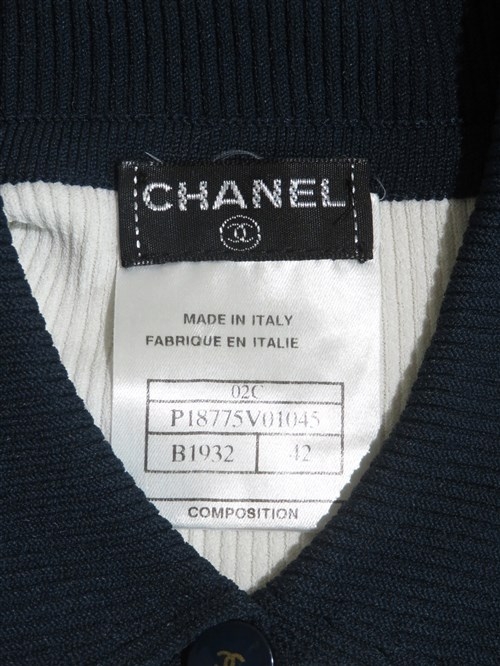 CHANEL
MADE IN ITALY
FABRIQUE EN ITALIE
02C
P18775V01045
B1932 42
COMPOSITION